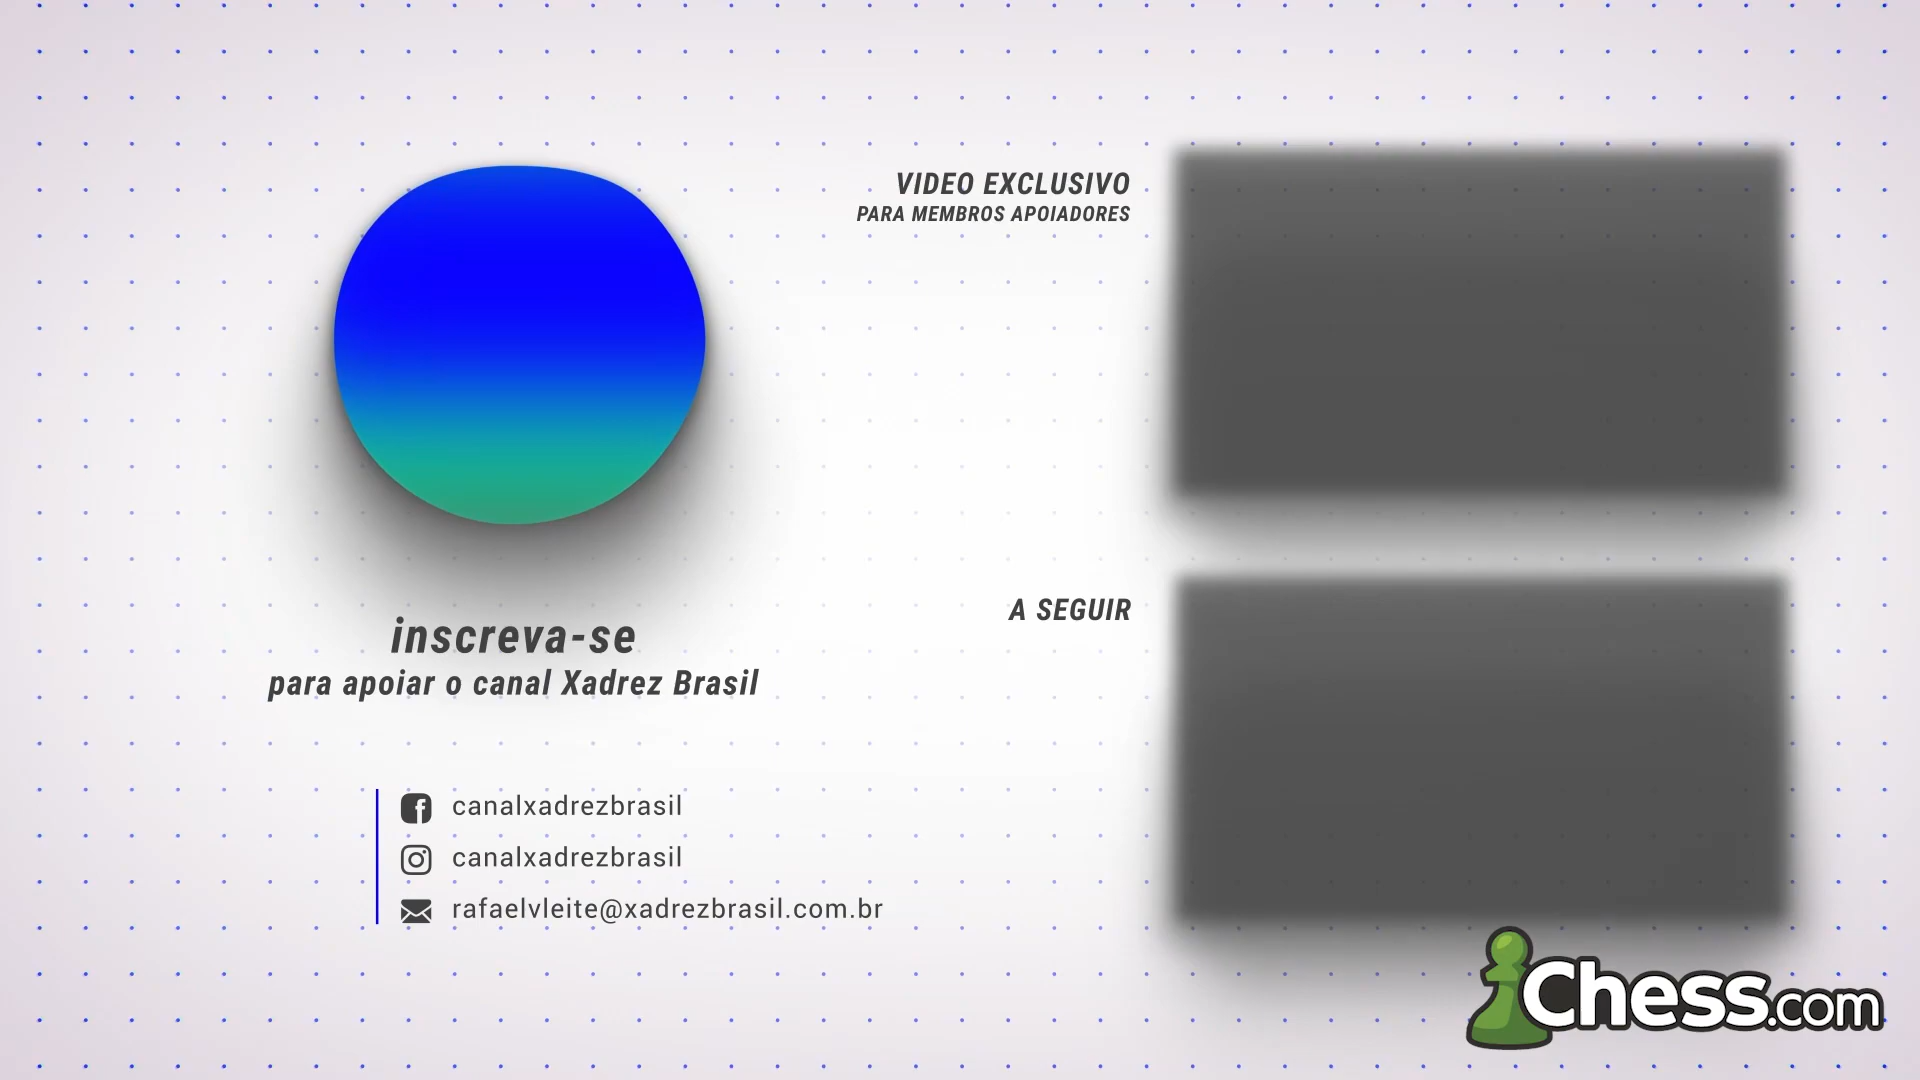 VIDEO EXCLUSIVO
PARA MEMBROS APOIADORES
A SEGUIR
inscreva-se
para apoiar o canal Xadrez Brasil
canalxadrezbrasil
canalxadrezbrasil
rafaelvleite@xadrezbrasil.com.br
Chess.com